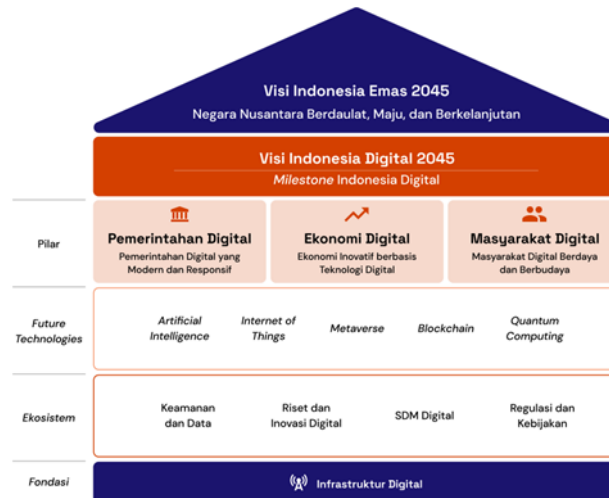 Visi Indonesia Emas 2045
Negara Nusantara Berdaulat, Maju, dan Berkelanjutan
Visi Indonesia Digital 2045
Milestone Indonesia Digital
Pilar
Pemerintahan Digital
Pemerintahan Digital yang
Modern dan Responsif
Ekonomi Digital
Ekonomi Inovatif berbasis
Teknologi Digital
Masyarakat Digital
Masyarakat Digital Berdaya
dan Berbudaya
Future
Technologies
Artificial
Intelligence
Internet of
Things
Metaverse
Blockchain
Quantum
Computing
Ekosistem
Keamanan
dan Data
Riset dan
Inovasi Digital
SDM Digital
Regulasi dan
Kebijakan
Fondasi
Infrastruktur Digital